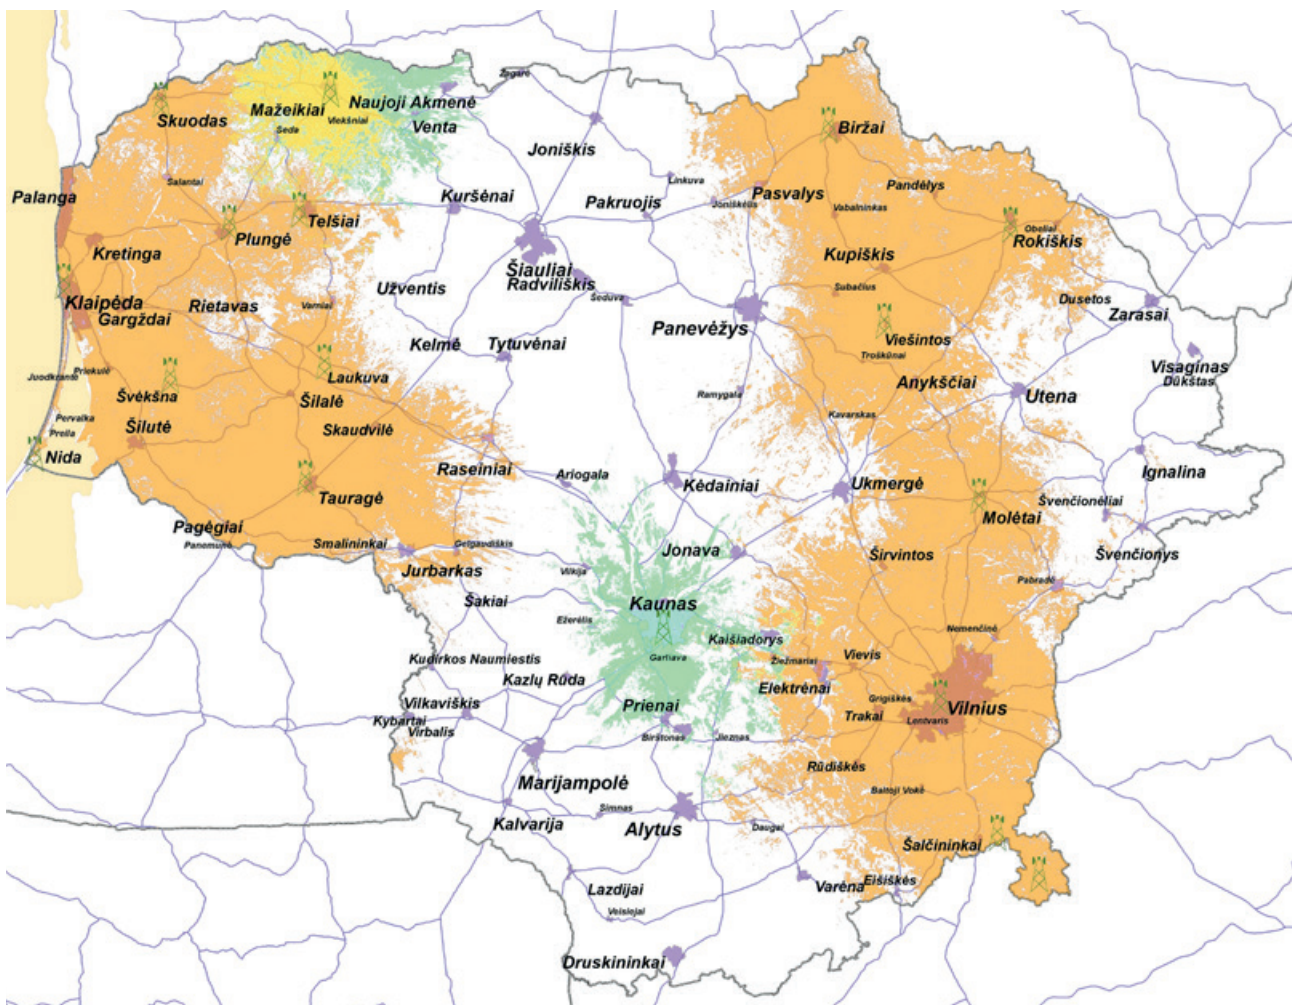 Žagarė
Skuodas
Mažeikiai
Naujoji Akmenė
Viekšniai
Venta
Seda
Biržai
Joniškis
Palanga
Salantai
Linkuva
Kuršėnai
Pakruojis
Joniškėlis
Pasvalys
Pandėlys
Vabalninkas
Telšiai
Plungė
Kretinga
Obeliai
Rokiškis
Kupiškis
Šiauliai
Radviliškis
Užventis
Šeduva
Subačius
Klaipėda
Gargždai
Rietavas
Varniai
Dusetos
Zarasai
Panevėžys
Viešintos
Kelmė
Tytuvėnai
Troškūnai
Visaginas
Dūkštas
Juodkrantė
Priekulė
Laukuva
Anykščiai
Švėkšna
Šilalė
Ramygala
Utena
Pervalka
Preila
Šilutė
Skaudvilė
Kavarskas
Nida
Raseiniai
Ariogala
Kėdainiai
Ukmergė
Ignalina
Tauragė
Švenčionėliai
Molėtai
Pagėgiai
Panemunė
Smalininkai
Gelgaudiškis
Jonava
Širvintos
Švenčionys
Jurbarkas
Vilkija
Pabradė
Šakiai
Kaunas
Ežerėlis
Kaišiadorys
Nemenčinė
Kudirkos Naumiestis
Garliava
Žiežmariai
Vievis
Kazlų Rūda
Elektrėnai
Grigiškės
Vilkaviškis
Prienai
Vilnius
Kybartai
Virbalis
Trakai
Lentvaris
Birštonas
Jieznas
Rūdiškės
Marijampolė
Baltoji Vokė
Simnas
Kalvarija
Alytus
Daugai
Šalčininkai
Lazdijai
Varėna
Eišiškės
Veisiejai
Druskininkai